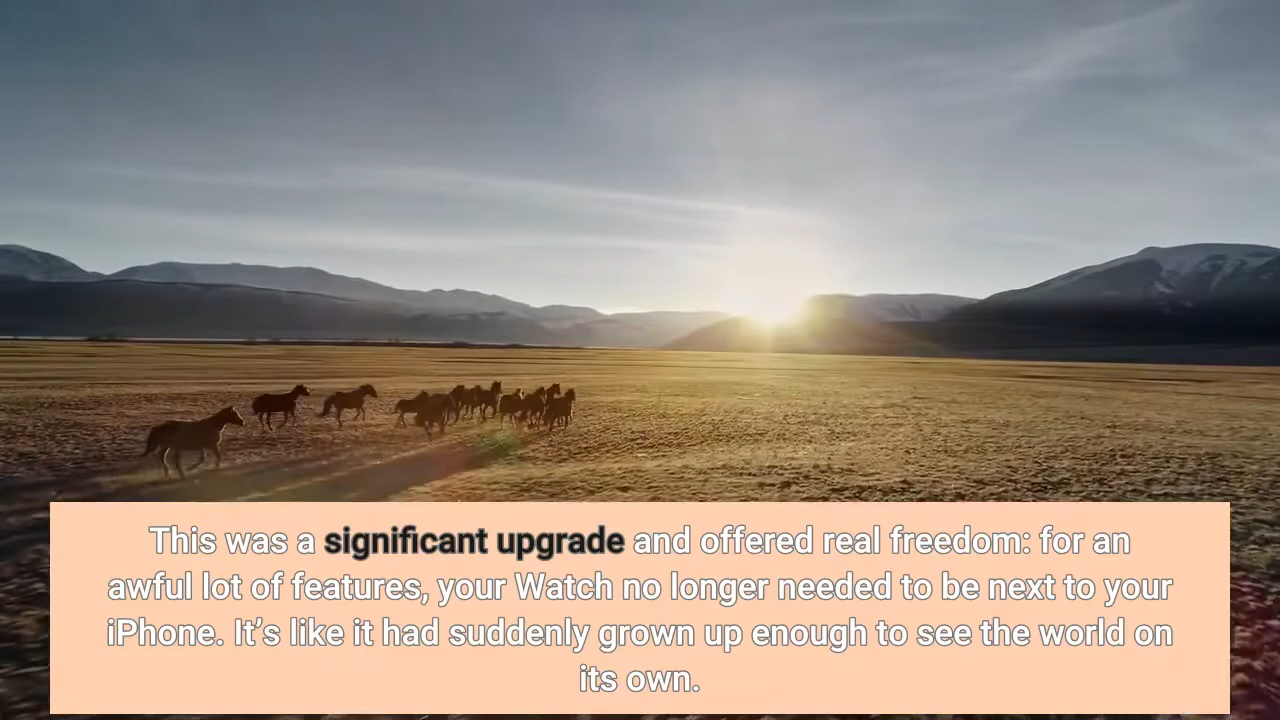 This was a significant upgrade and offered real freedom: for an
awful lot of features, your Watch no longer needed to be next to your
iPhone. It’s like it had suddenly grown up enough to see the world on
its own.